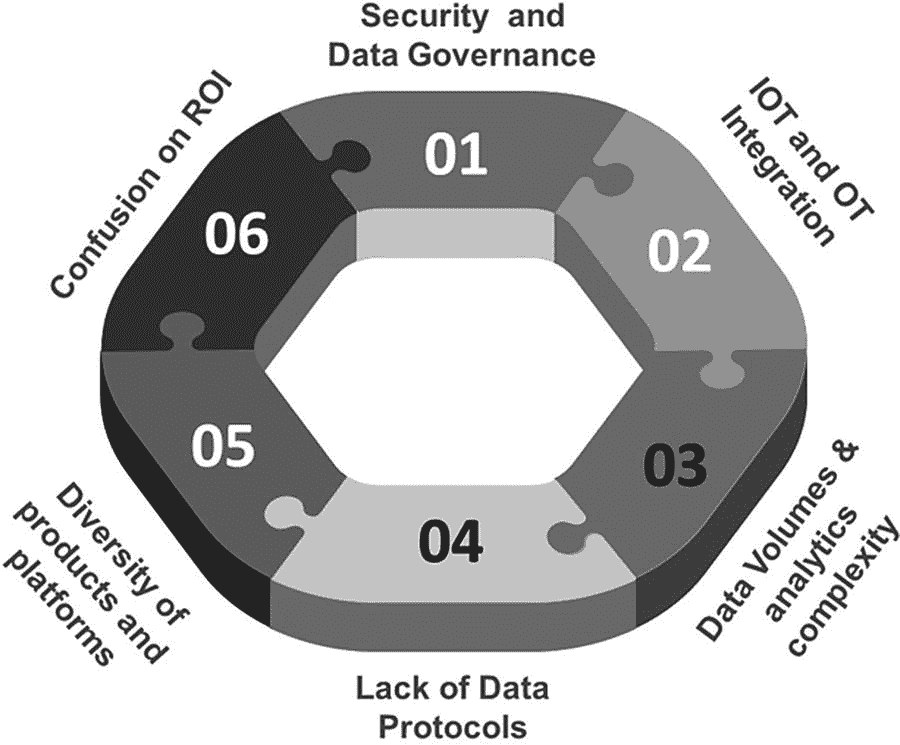 Security and
Data Governance
01
IOT and OT
Integration
02
03
Data Volumes &
analytics
complexity
04
Lack of Data
Protocols
05
Diversity of
products and
platforms
06
Confusion on ROI